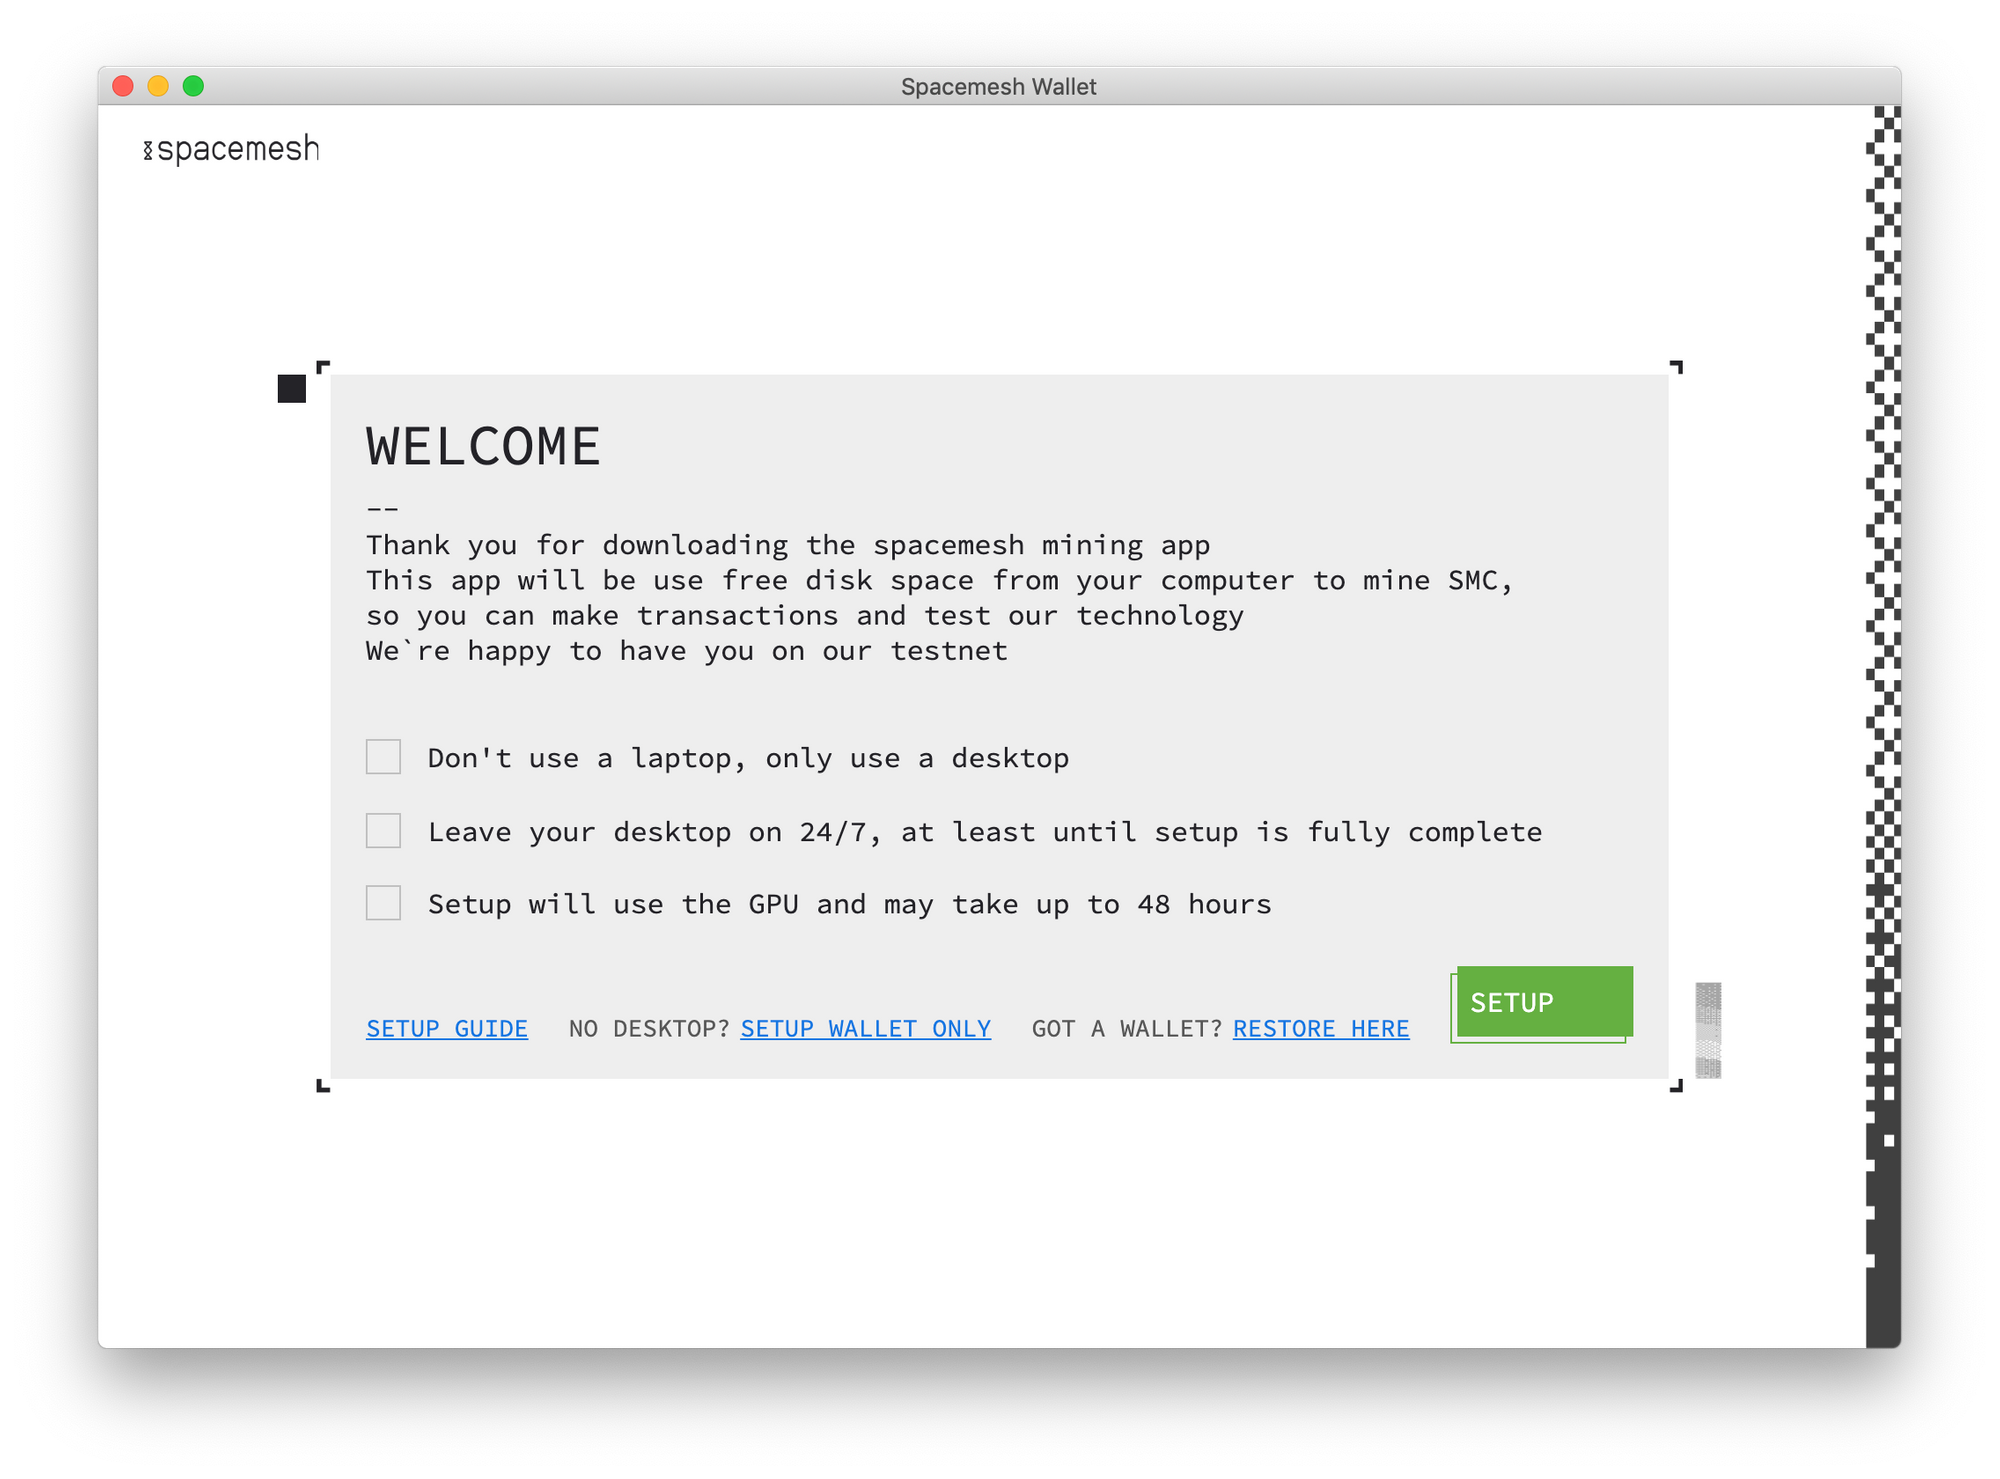 Spacemesh Wallet
spacemesh
WELCOME
--
Thank you for downloading the spacemesh mining app
This app will be use free disk space from your computer to mine SMC,
so you can make transactions and test our technology
We`re happy to have you on our testnet
Don't use a laptop, only use a desktop
Leave your desktop on 24/7, at least until setup is fully complete
Setup will use the GPU and may take up to 48 hours
SETUP
SETUP GUIDE NO DESKTOP? SETUP WALLET ONLY GOT A WALLET? RESTORE HERE